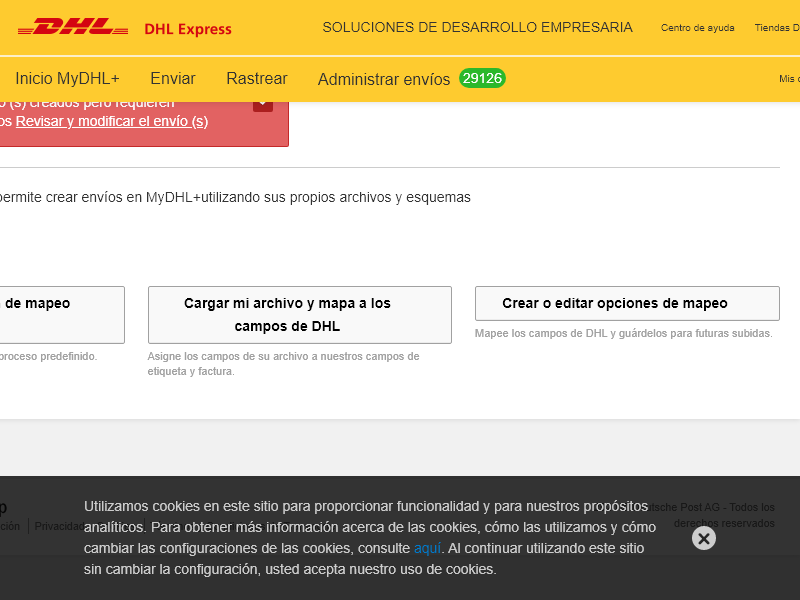 DHL DHL Express SOLUCIONES DE DESARROLLO EMPRESARIA Centro de ayuda Tiendas D
Inicio MyDHL+ Enviar Rastrear Administrar envíos 29126 Mis
o (s) creados pero requieren
os Revisar y modificar el envío (s)
permite crear envíos en MyDHL+utilizando sus propios archivos y esquemas
de mapeo
Cargar mi archivo y mapa a los
campos de DHL
Crear o editar opciones de mapeo
proceso predefinido.
Asigne los campos de su archivo a nuestros campos de
etiqueta y factura.
Mapee los campos de DHL y guárdelos para futuras subidas.
Utilizamos cookies en este sitio para proporcionar funcionalidad y para nuestros propósitos
analíticos. Para obtener más información acerca de las cookies, cómo las utilizamos y cómo
cambiar las configuraciones de las cookies, consulte aquí. Al continuar utilizando este sitio
sin cambiar la configuración, usted acepta nuestro uso de cookies.
p
ción Privacidad
tsche Post AG - Todos los
derechos reservados